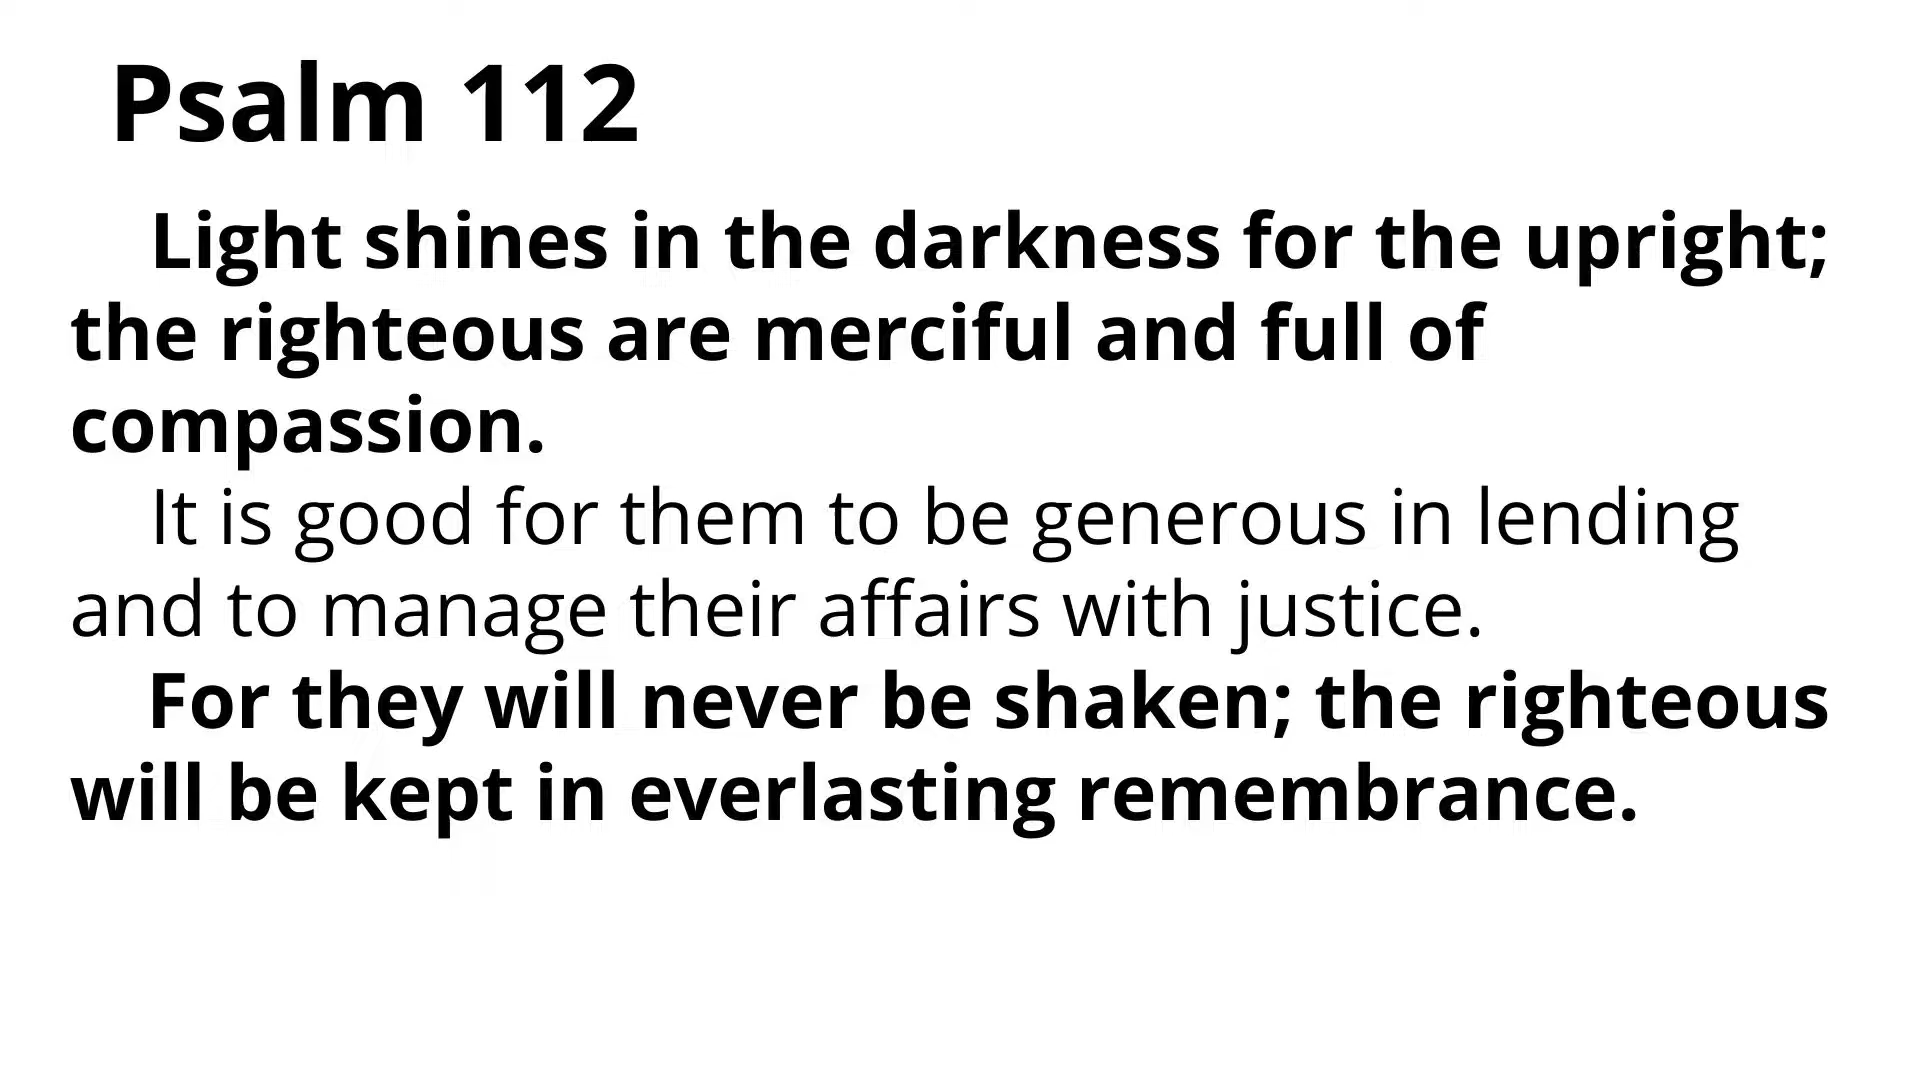 Psalm 112
Light shines in the darkness for the upright;
the righteous are merciful and full of
compassion.
It is good for them to be generous in lending
and to manage their affairs with justice.
For they will never be shaken; the righteous
will be kept in everlasting remembrance.